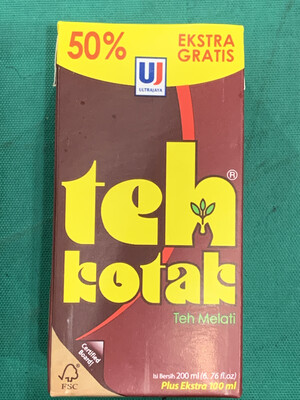 50% EKSTRA
GRATIS
UJ
ULTRAJAYA
teh®
kotak
Teh Melati
Certified
Board!
Isi Bersih 200 ml (6.76 fl.oz)
Plus Ekstra 100 ml
FSC